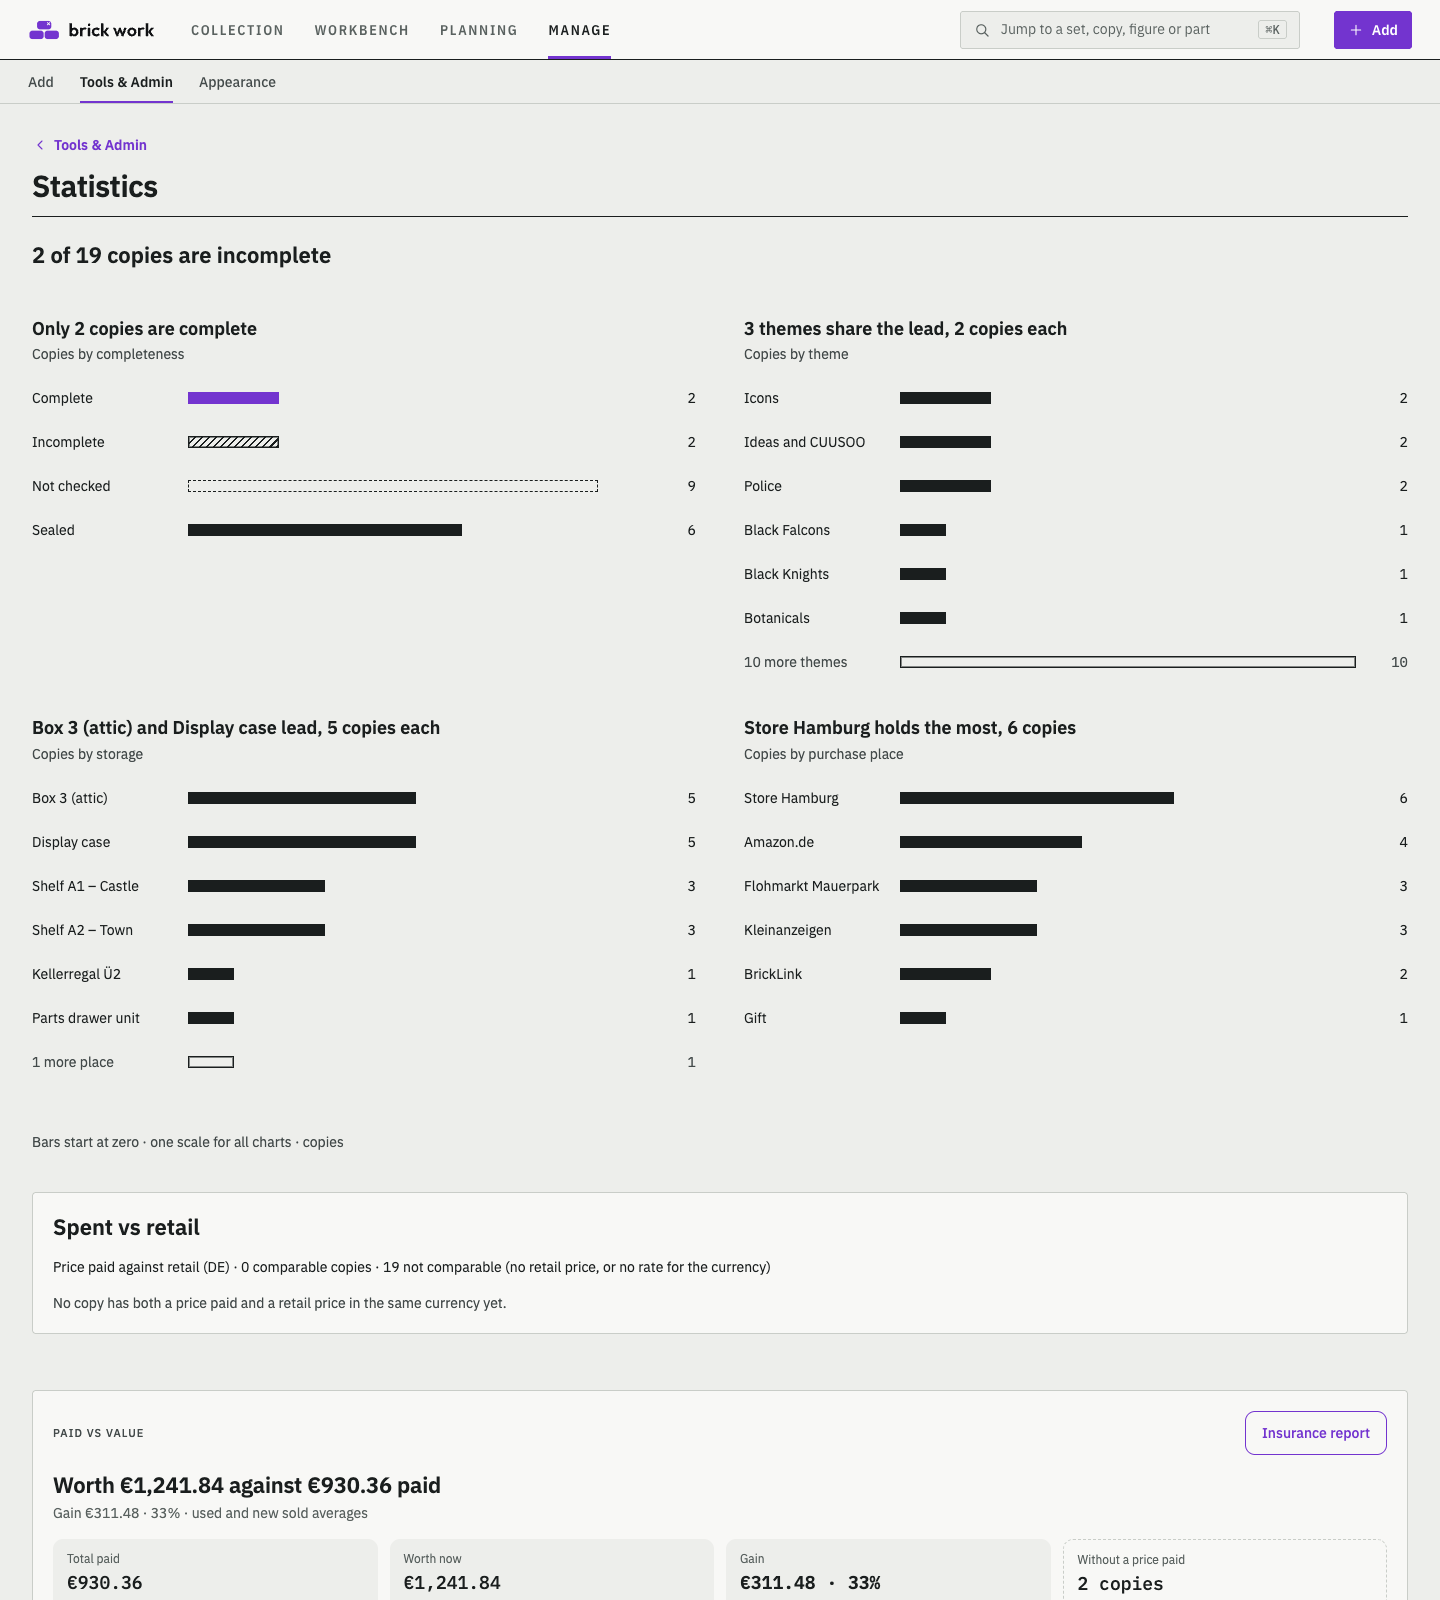 brick work
COLLECTION
WORKBENCH
PLANNING
MANAGE
Jump to a set, copy, figure or part
⌘K
Add
Add
Tools & Admin
Appearance
Tools & Admin
Statistics
2 of 19 copies are incomplete
Only 2 copies are complete
Copies by completeness
Complete 2
Incomplete 2
Not checked 9
Sealed 6
3 themes share the lead, 2 copies each
Copies by theme
Icons 2
Ideas and CUUSOO 2
Police 2
Black Falcons 1
Black Knights 1
Botanicals 1
10 more themes 10
Box 3 (attic) and Display case lead, 5 copies each
Copies by storage
Box 3 (attic) 5
Display case 5
Shelf A1 – Castle 3
Shelf A2 – Town 3
Kellerregal Ü2 1
Parts drawer unit 1
1 more place 1
Store Hamburg holds the most, 6 copies
Copies by purchase place
Store Hamburg 6
Amazon.de 4
Flohmarkt Mauerpark 3
Kleinanzeigen 3
BrickLink 2
Gift 1
Bars start at zero · one scale for all charts · copies
Spent vs retail
Price paid against retail (DE) · 0 comparable copies · 19 not comparable (no retail price, or no rate for the currency)
No copy has both a price paid and a retail price in the same currency yet.
PAID VS VALUE
Insurance report
Worth €1,241.84 against €930.36 paid
Gain €311.48 · 33% · used and new sold averages
Total paid
€930.36
Worth now
€1,241.84
Gain
€311.48 · 33%
Without a price paid
2 copies